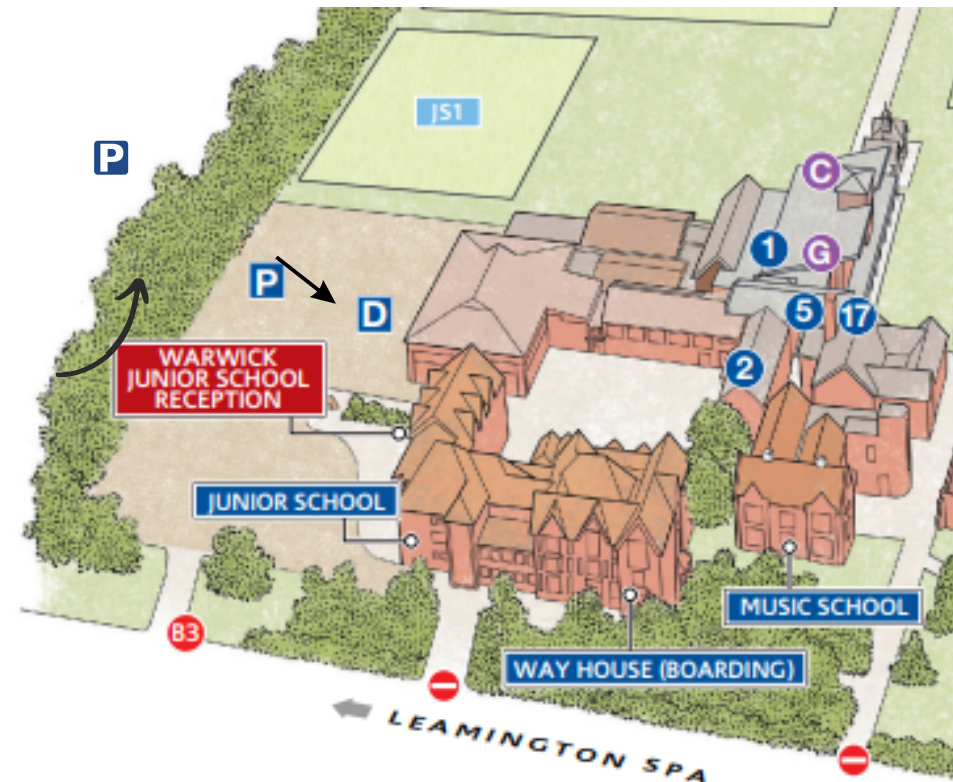 JS1
P
C
1
G
P
D
5
17
WARWICK
JUNIOR SCHOOL
RECEPTION
2
JUNIOR SCHOOL
MUSIC SCHOOL
B3
WAY HOUSE (BOARDING)
LEAMINGTON SPA